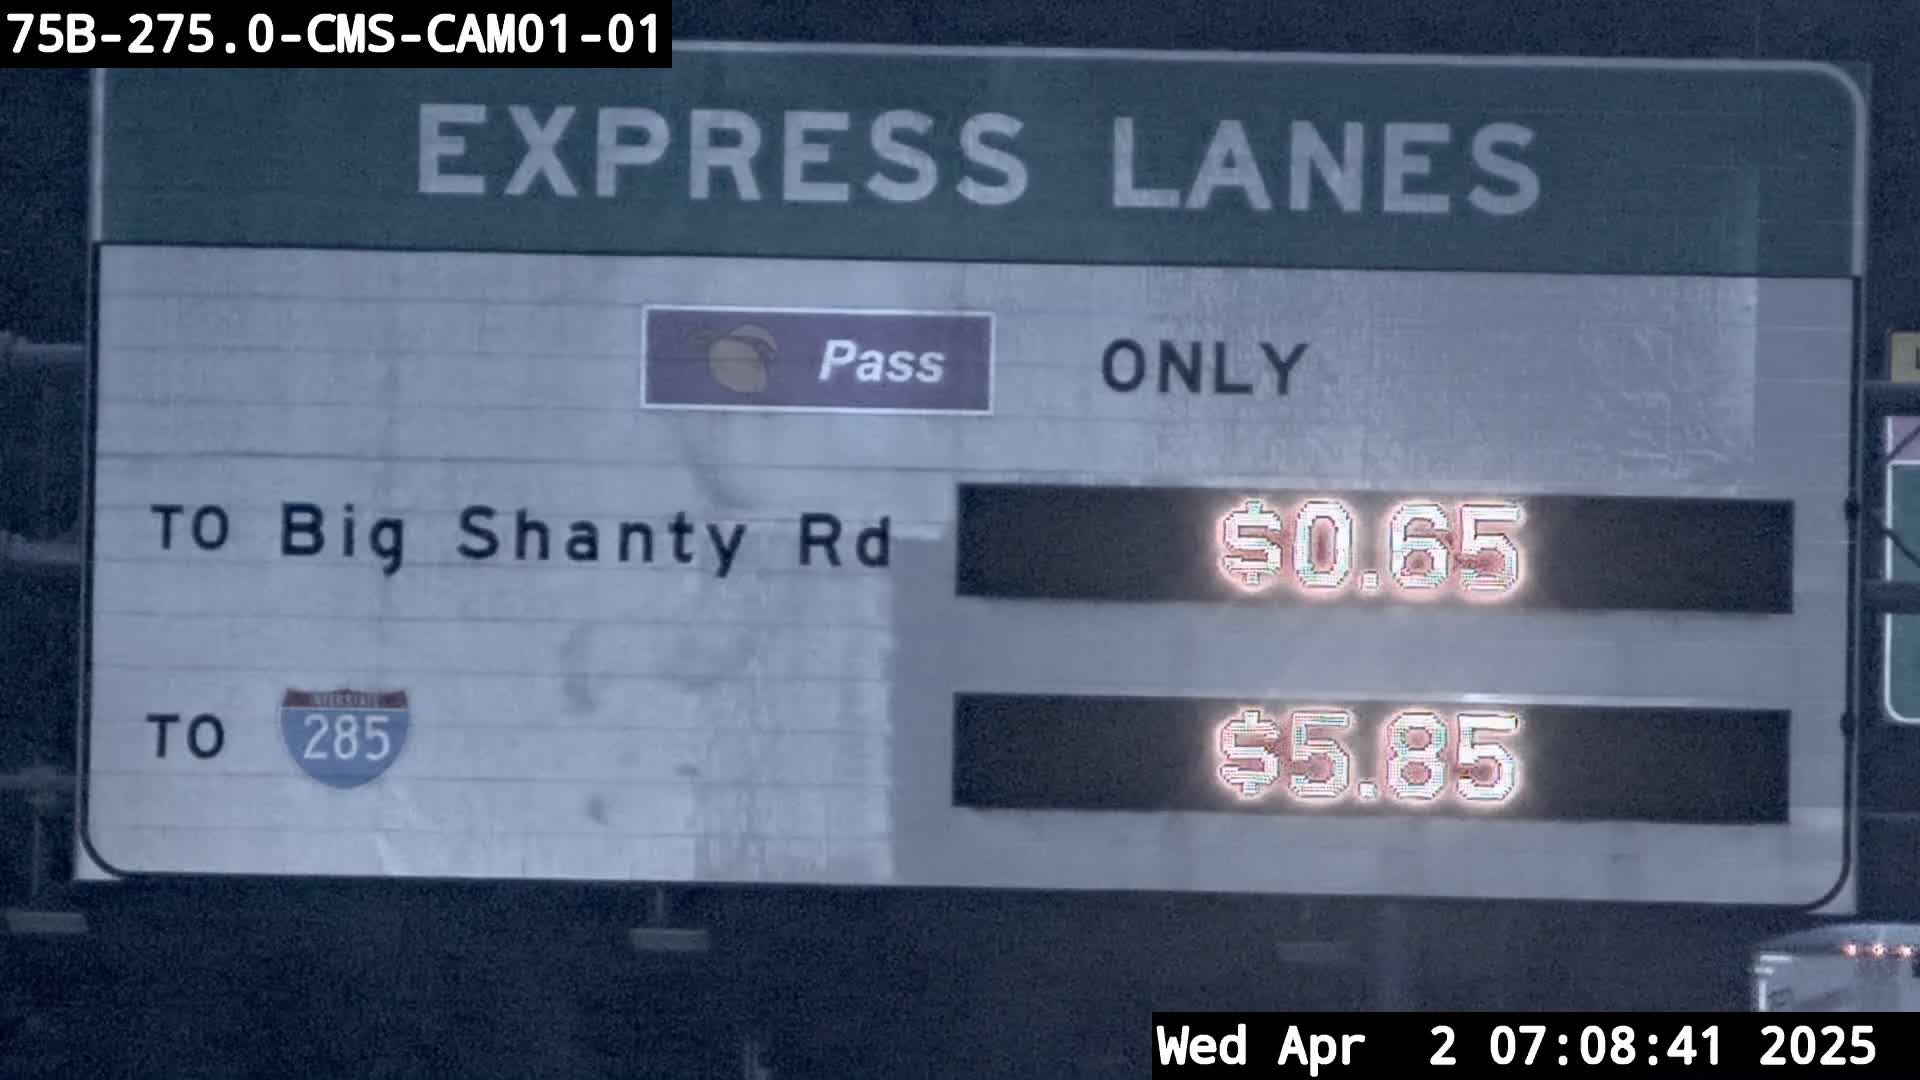 75B-275.0-CMS-CAM01-01
EXPRESS LANES
Pass ONLY
TO Big Shanty Rd $0.65
TO INTERSTATE 285 $5.85
Wed Apr 2 07:08:41 2025